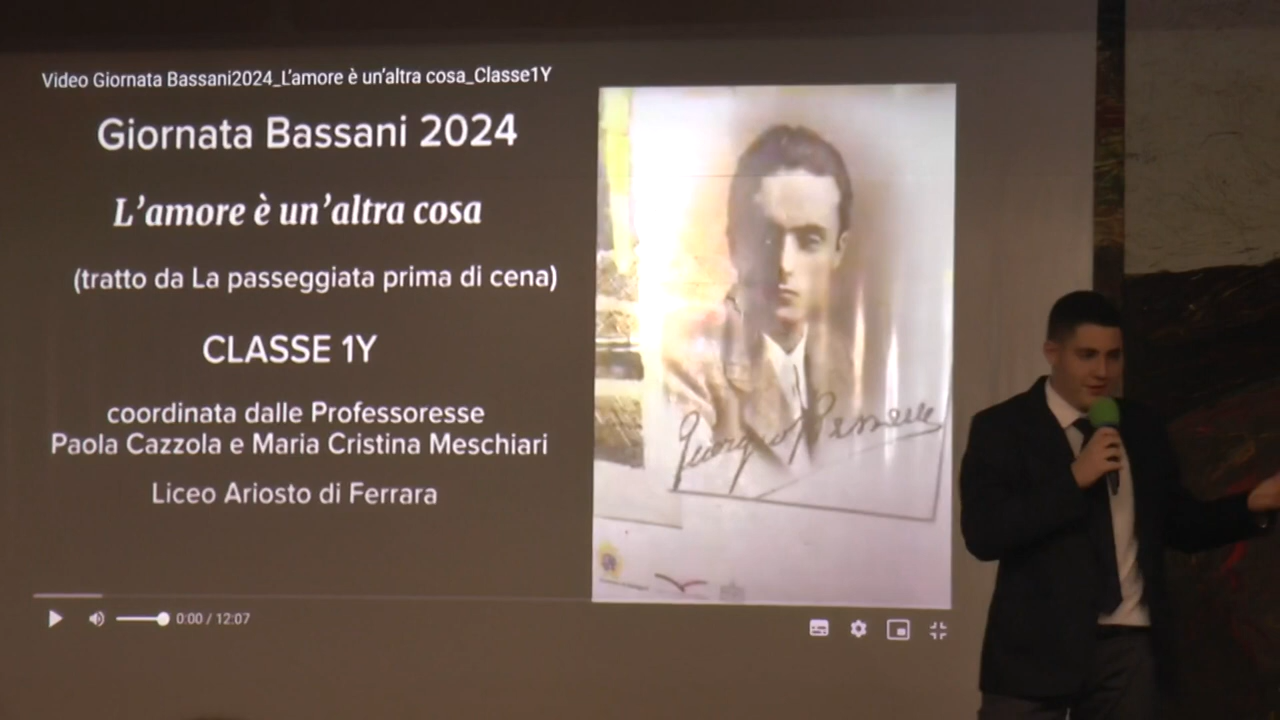 Video Giornata Bassani2024_L'amore è un'altra cosa_Classe1Y
Giornata Bassani 2024
L'amore è un'altra cosa
(tratto da La passeggiata prima di cena)
CLASSE 1Y
coordinata dalle Professoresse
Paola Cazzola e Maria Cristina Meschiari
Liceo Ariosto di Ferrara
0:00 / 12:07